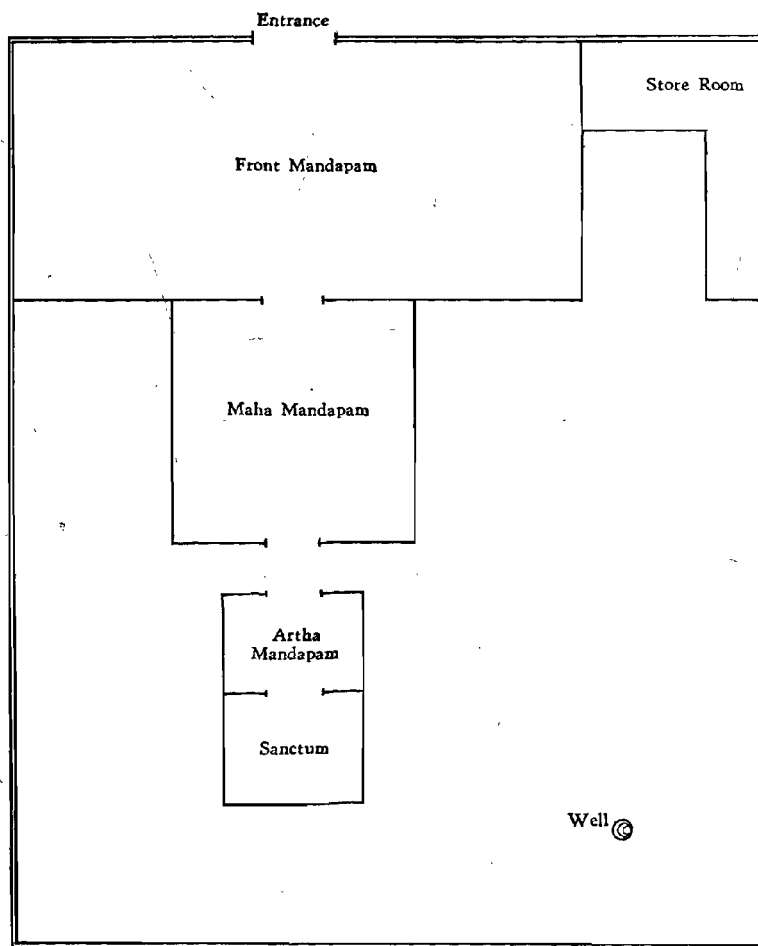 Entrance
Store Room
Front Mandapam
Maha Mandapam
Artha
Mandapam
Sanctum
Well